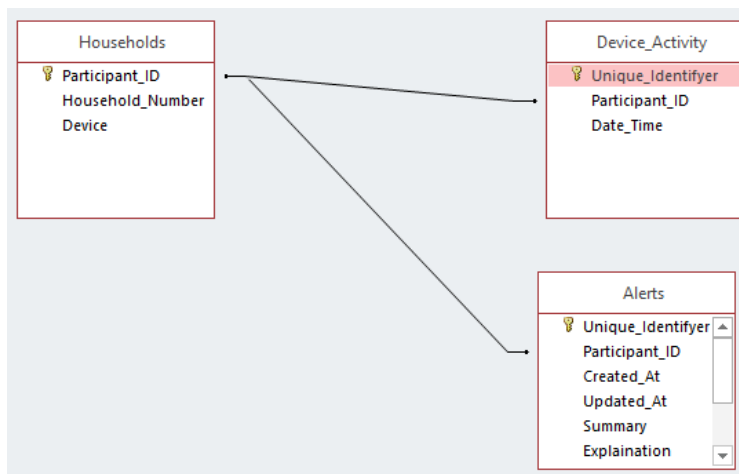 Households
Participant_ID
Household_Number
Device
Device_Activity
Unique_Identifyer
Participant_ID
Date_Time
Alerts
Unique_Identifyer
Participant_ID
Created_At
Updated_At
Summary
Explaination